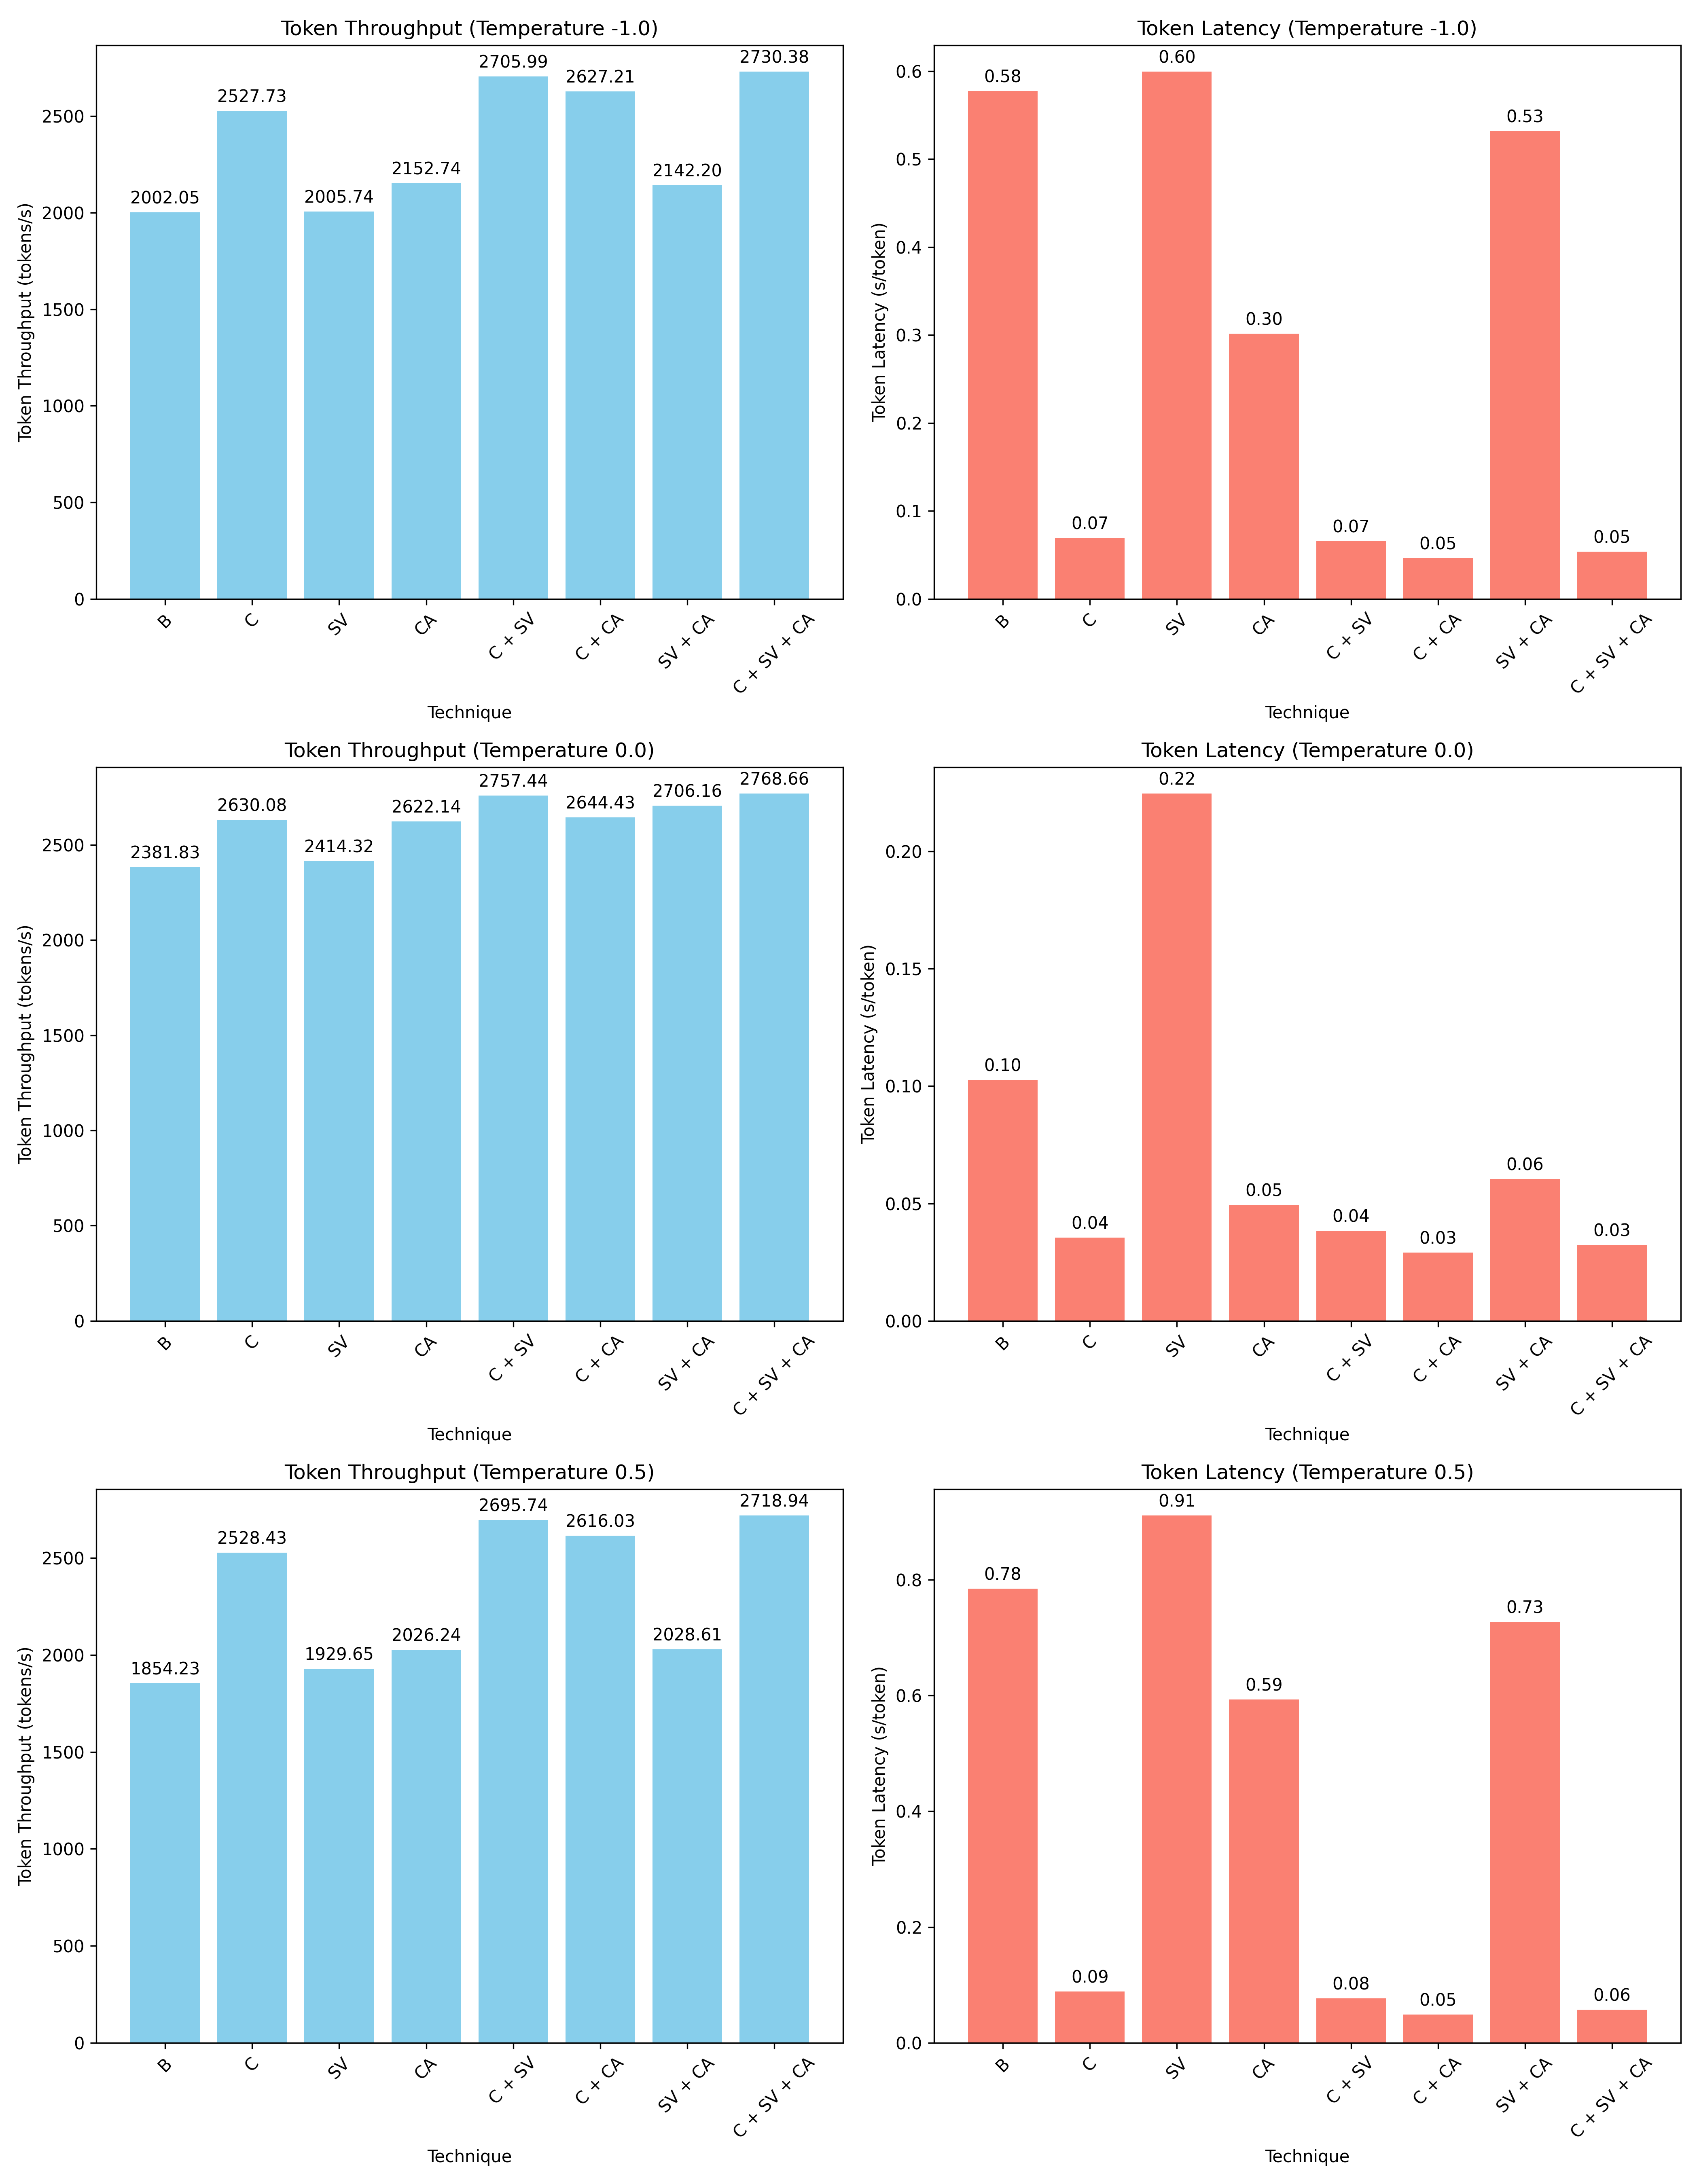 Token Throughput (Temperature -1.0)
Token Throughput (tokens/s)
2500
2000
1500
1000
500
0
2002.05
2527.73
2005.74
2152.74
2705.99
2627.21
2142.20
2730.38
B
C
SV
CA
C + SV
C + CA
SV + CA
C + SV + CA
Technique
Token Latency (Temperature -1.0)
Token Latency (s/token)
0.6
0.5
0.4
0.3
0.2
0.1
0.0
0.58
0.07
0.60
0.30
0.07
0.05
0.53
0.05
B
C
SV
CA
C + SV
C + CA
SV + CA
C + SV + CA
Technique
Token Throughput (Temperature 0.0)
Token Throughput (tokens/s)
2500
2000
1500
1000
500
0
2381.83
2630.08
2414.32
2622.14
2757.44
2644.43
2706.16
2768.66
B
C
SV
CA
C + SV
C + CA
SV + CA
C + SV + CA
Technique
Token Latency (Temperature 0.0)
Token Latency (s/token)
0.20
0.15
0.10
0.05
0.00
0.10
0.04
0.22
0.05
0.04
0.03
0.06
0.03
B
C
SV
CA
C + SV
C + CA
SV + CA
C + SV + CA
Technique
Token Throughput (Temperature 0.5)
Token Throughput (tokens/s)
2500
2000
1500
1000
500
0
1854.23
2528.43
1929.65
2026.24
2695.74
2616.03
2028.61
2718.94
B
C
SV
CA
C + SV
C + CA
SV + CA
C + SV + CA
Technique
Token Latency (Temperature 0.5)
Token Latency (s/token)
0.8
0.6
0.4
0.2
0.0
0.78
0.09
0.91
0.59
0.08
0.05
0.73
0.06
B
C
SV
CA
C + SV
C + CA
SV + CA
C + SV + CA
Technique